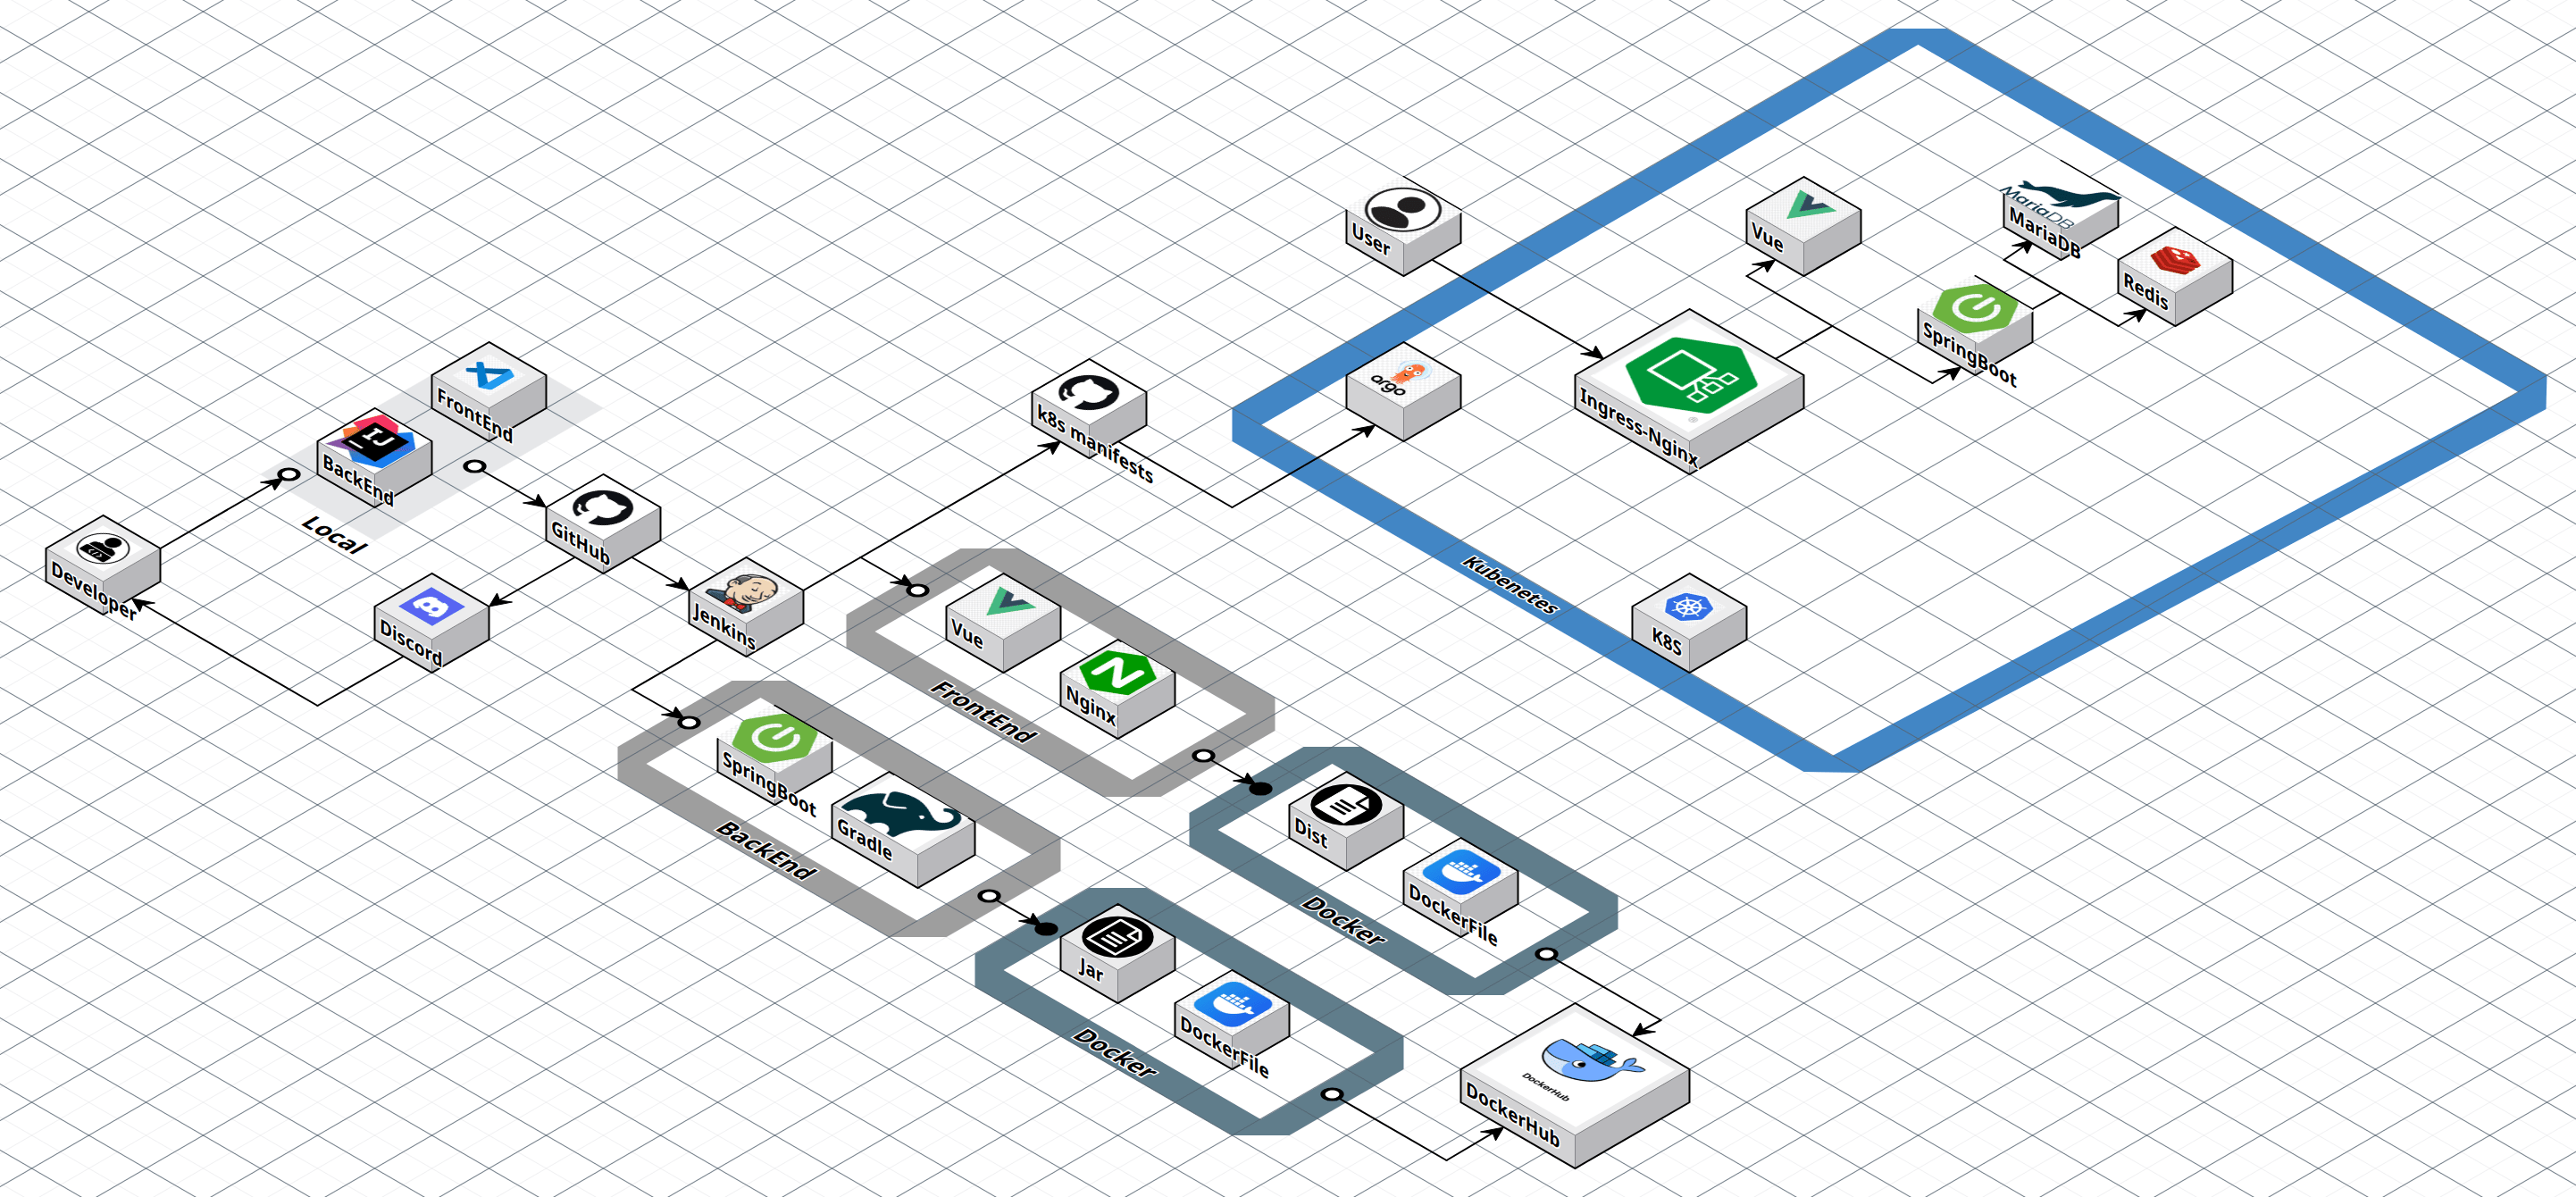 FrontEnd
BackEnd
Local
Developer
GitHub
Discord
Jenkins
k8s manifests
argo
User
Ingress-Nginx
Vue
MariaDB
MariaDB
Redis
SpringBoot
Kubenetes
K8S
Vue
Nginx
FrontEnd
SpringBoot
Gradle
BackEnd
Dist
DockerFile
Docker
Jar
DockerFile
Docker
DockerHub
DockerHub
IJ